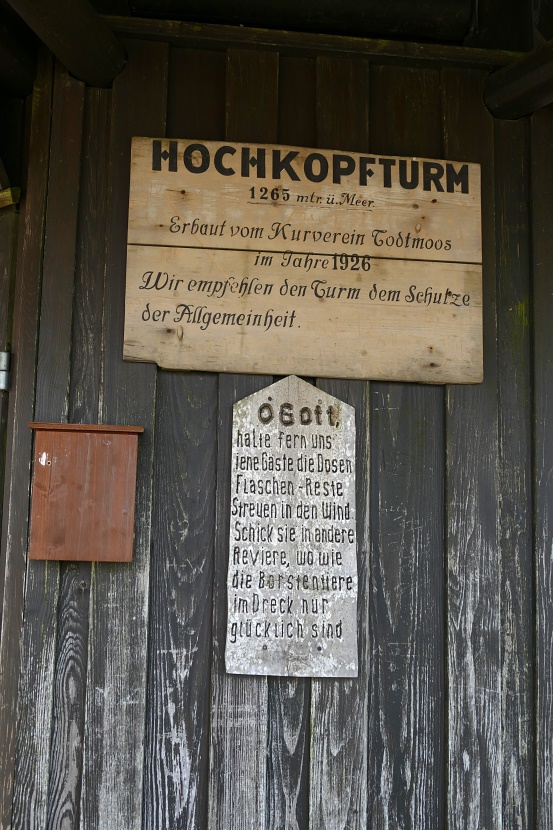 HOCHKOPFTURM
1265 mtr. ü. Meer.
Erbaut vom Kurverein Todtmoos
im Jahre 1926
Wir empfehlen den Turm dem Schutze
der Allgemeinheit.
O Gott,
halte fern uns
jene Gäste die Dosen
Flaschen - Reste
Streuen in den Wind
Schick sie in andere
Reviere, wo wie
die Borstentiere
im Dreck nur
glücklich sind